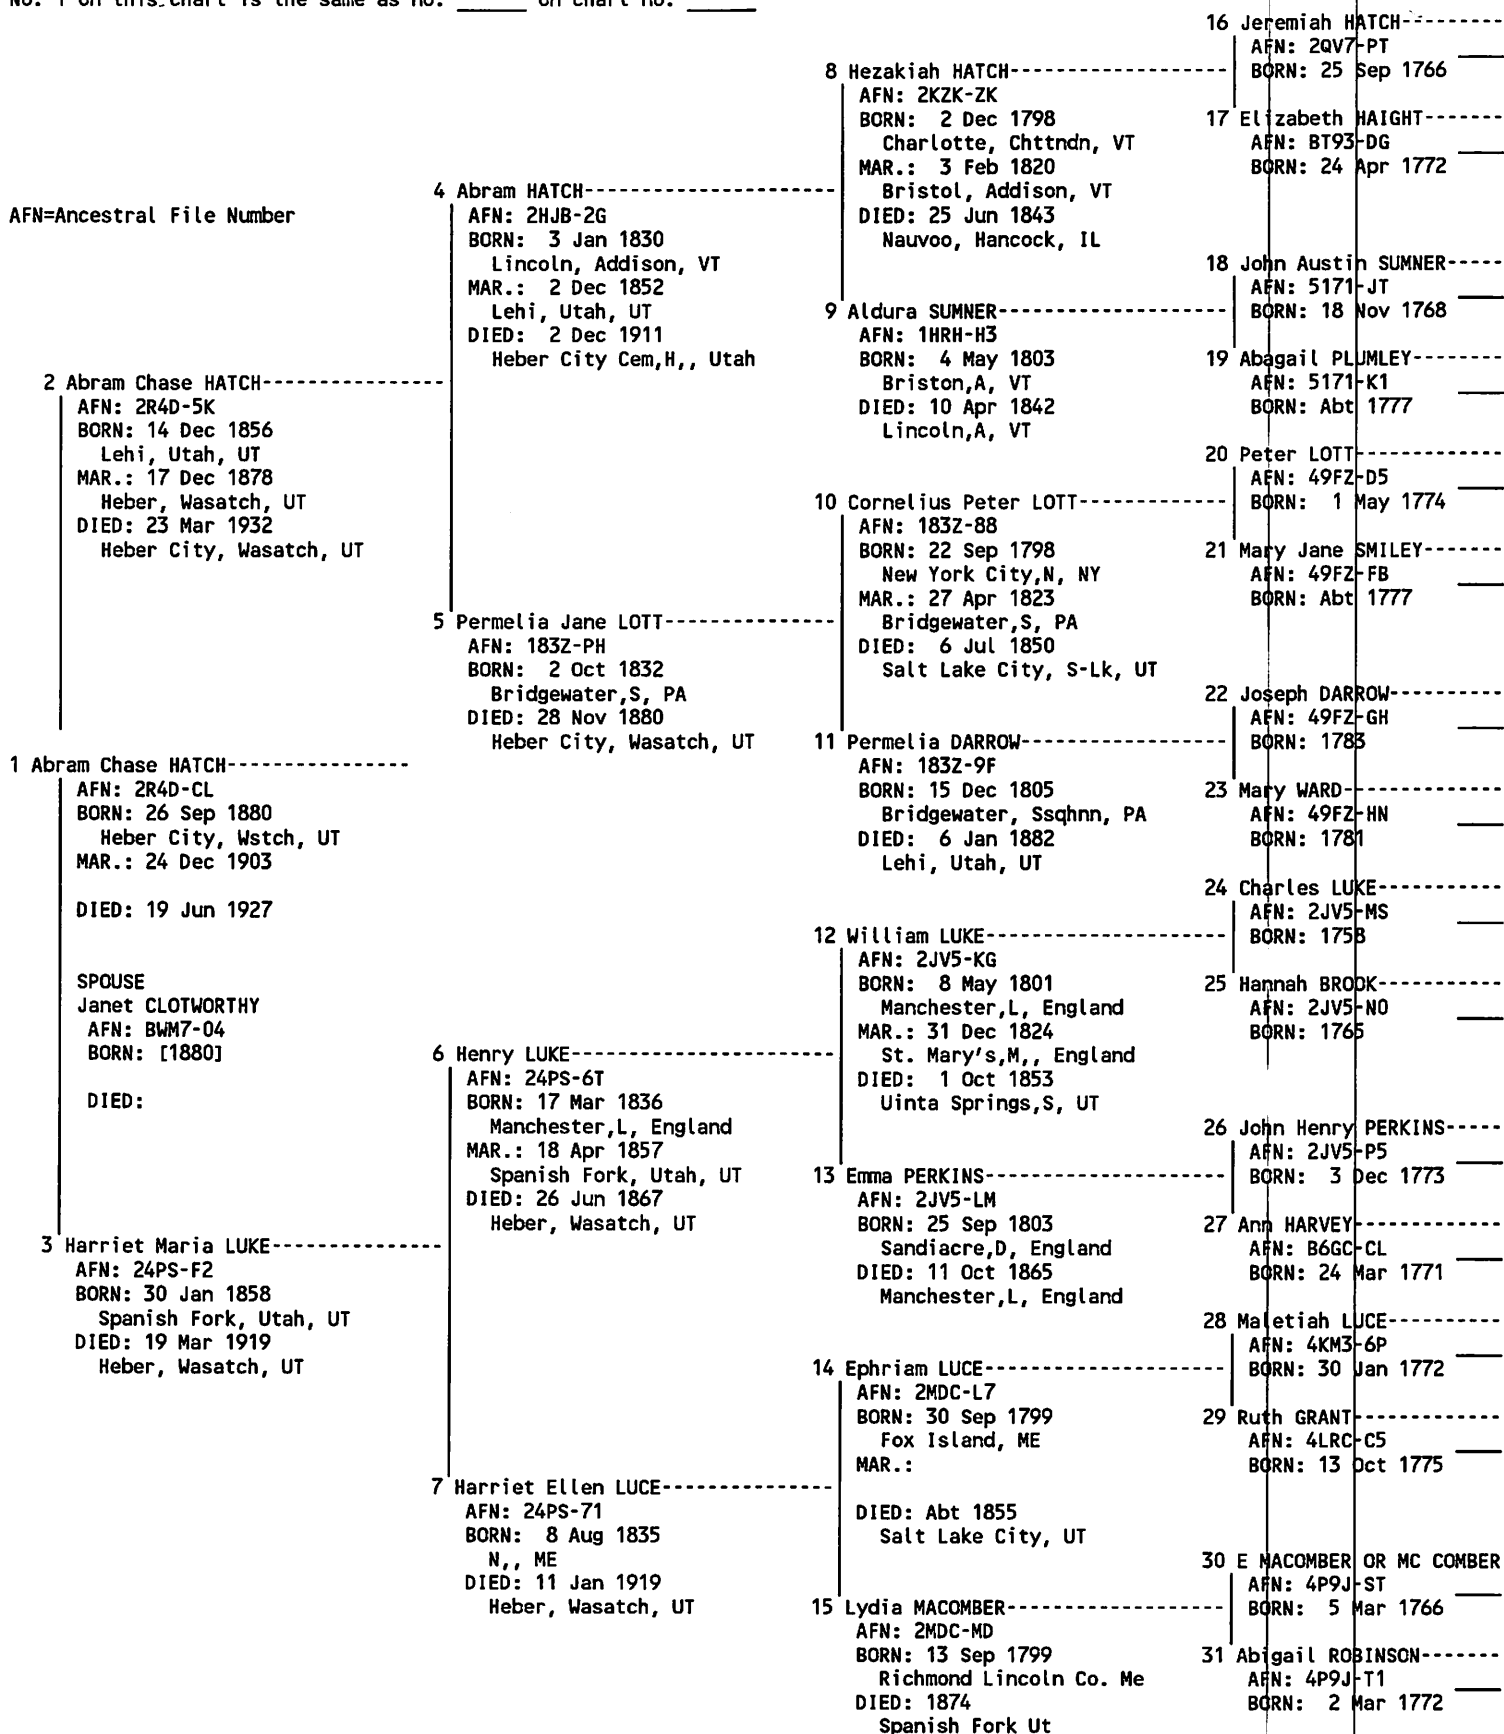 No. 1 on this chart is the same as no. ______ on chart no. ______
AFN=Ancestral File Number
1 Abram Chase HATCH---------------
AFN: 2R4D-CL
BORN: 26 Sep 1880
Heber City, Wstch, UT
MAR.: 24 Dec 1903
DIED: 19 Jun 1927
SPOUSE
Janet CLOTWORTHY
AFN: BWM7-04
BORN: [1880]
DIED:
2 Abram Chase HATCH---------------
AFN: 2R4D-5K
BORN: 14 Dec 1856
Lehi, Utah, UT
MAR.: 17 Dec 1878
Heber, Wasatch, UT
DIED: 23 Mar 1932
Heber City, Wasatch, UT
3 Harriet Maria LUKE--------------
AFN: 24PS-F2
BORN: 30 Jan 1858
Spanish Fork, Utah, UT
DIED: 19 Mar 1919
Heber, Wasatch, UT
4 Abram HATCH---------------------
AFN: 2HJB-2G
BORN: 3 Jan 1830
Lincoln, Addison, VT
MAR.: 2 Dec 1852
Lehi, Utah, UT
DIED: 2 Dec 1911
Heber City Cem,H,, Utah
5 Permelia Jane LOTT--------------
AFN: 183Z-PH
BORN: 2 Oct 1832
Bridgewater,S, PA
DIED: 28 Nov 1880
Heber City, Wasatch, UT
6 Henry LUKE----------------------
AFN: 24PS-6T
BORN: 17 Mar 1836
Manchester,L, England
MAR.: 18 Apr 1857
Spanish Fork, Utah, UT
DIED: 26 Jun 1867
Heber, Wasatch, UT
7 Harriet Ellen LUCE--------------
AFN: 24PS-71
BORN: 8 Aug 1835
N,, ME
DIED: 11 Jan 1919
Heber, Wasatch, UT
8 Hezakiah HATCH------------------
AFN: 2KZK-ZK
BORN: 2 Dec 1798
Charlotte, Chttndn, VT
MAR.: 3 Feb 1820
Bristol, Addison, VT
DIED: 25 Jun 1843
Nauvoo, Hancock, IL
9 Aldura SUMNER-------------------
AFN: 1HRH-H3
BORN: 4 May 1803
Briston,A, VT
DIED: 10 Apr 1842
Lincoln,A, VT
10 Cornelius Peter LOTT------------
AFN: 183Z-88
BORN: 22 Sep 1798
New York City,N, NY
MAR.: 27 Apr 1823
Bridgewater,S, PA
DIED: 6 Jul 1850
Salt Lake City, S-Lk, UT
11 Permelia DARROW-----------------
AFN: 183Z-9F
BORN: 15 Dec 1805
Bridgewater, Ssqhnn, PA
DIED: 6 Jan 1882
Lehi, Utah, UT
12 William LUKE--------------------
AFN: 2JV5-KG
BORN: 8 May 1801
Manchester,L, England
MAR.: 31 Dec 1824
St. Mary's,M,, England
DIED: 1 Oct 1853
Uinta Springs,S, UT
13 Emma PERKINS--------------------
AFN: 2JV5-LM
BORN: 25 Sep 1803
Sandiacre,D, England
DIED: 11 Oct 1865
Manchester,L, England
14 Ephriam LUCE--------------------
AFN: 2MDC-L7
BORN: 30 Sep 1799
Fox Island, ME
MAR.:
DIED: Abt 1855
Salt Lake City, UT
15 Lydia MACOMBER------------------
AFN: 2MDC-MD
BORN: 13 Sep 1799
Richmond Lincoln Co. Me
DIED: 1874
Spanish Fork Ut
16 Jeremiah HATCH--------
AFN: 2QV7-PT
BORN: 25 Sep 1766
17 Elizabeth HAIGHT-------
AFN: BT93-DG
BORN: 24 Apr 1772
18 John Austin SUMNER-----
AFN: 5171-JT
BORN: 18 Nov 1768
19 Abagail PLUMLEY--------
AFN: 5171-K1
BORN: Abt 1777
20 Peter LOTT-------------
AFN: 49FZ-D5
BORN: 1 May 1774
21 Mary Jane SMILEY-------
AFN: 49FZ-FB
BORN: Abt 1777
22 Joseph DARROW----------
AFN: 49FZ-GH
BORN: 1783
23 Mary WARD--------------
AFN: 49FZ-HN
BORN: 1781
24 Charles LUKE-----------
AFN: 2JV5-MS
BORN: 1758
25 Hannah BROOK-----------
AFN: 2JV5-N0
BORN: 1765
26 John Henry PERKINS-----
AFN: 2JV5-P5
BORN: 3 Dec 1773
27 Ann HARVEY-------------
AFN: B6GC-CL
BORN: 24 Mar 1771
28 Maletiah LUCE----------
AFN: 4KM3-6P
BORN: 30 Jan 1772
29 Ruth GRANT-------------
AFN: 4LRC-C5
BORN: 13 Oct 1775
30 E MACOMBER OR MC COMBER
AFN: 4P9J-ST
BORN: 5 Mar 1766
31 Abigail ROBINSON-------
AFN: 4P9J-T1
BORN: 2 Mar 1772